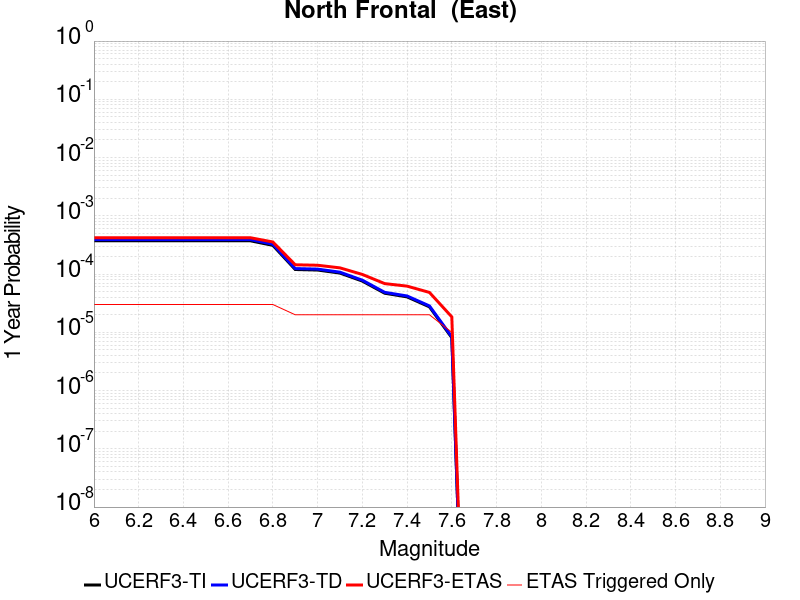 North Frontal  (East)
10^0
10^-1
10^-2
10^-3
10^-4
10^-5
10^-6
10^-7
10^-8
1 Year Probability
6 6.2 6.4 6.6 6.8 7 7.2 7.4 7.6 7.8 8 8.2 8.4 8.6 8.8 9
Magnitude
UCERF3-TI UCERF3-TD UCERF3-ETAS ETAS Triggered Only